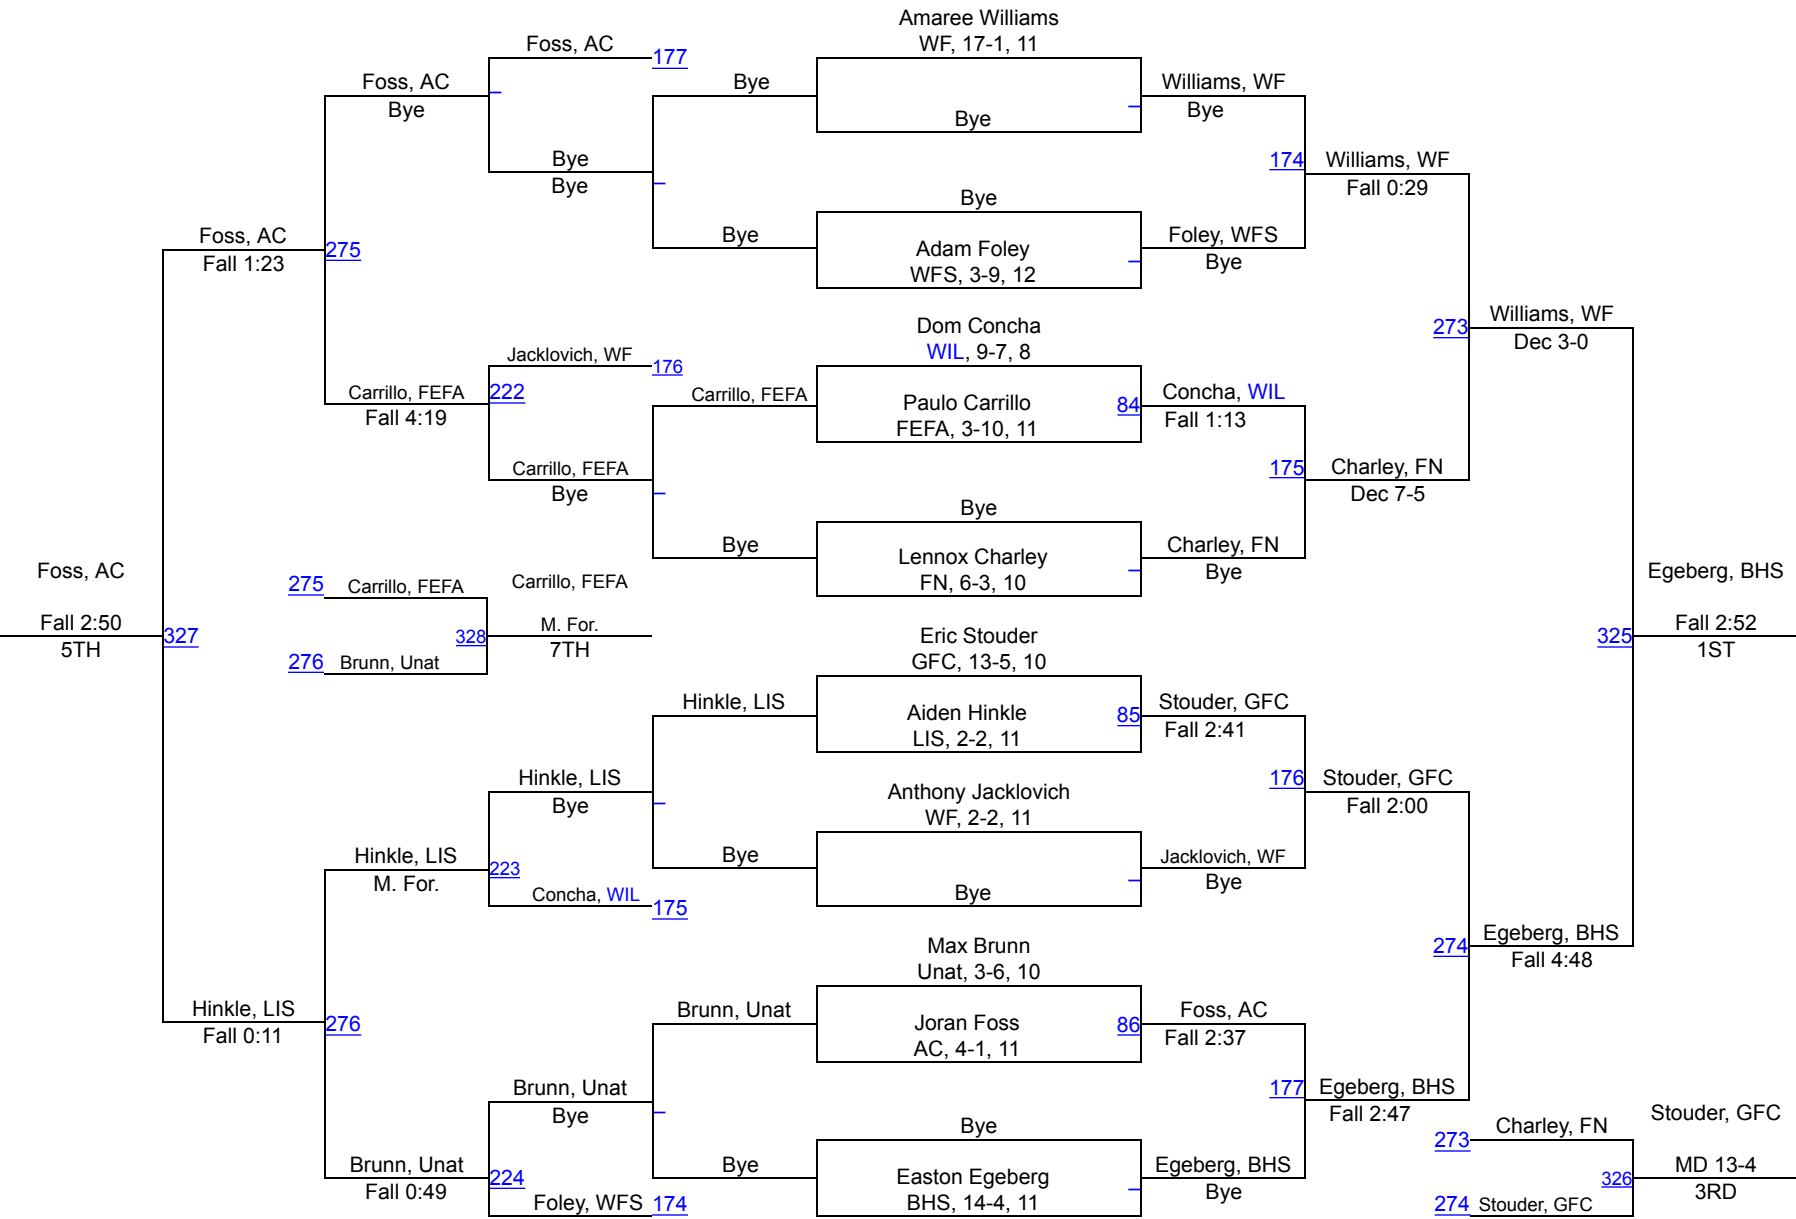 Amaree Williams
WF, 17-1, 11
Foss, AC
177
Foss, AC
Bye
Bye
Williams, WF
Bye
Bye
Bye
Bye
Bye
174
Williams, WF
Fall 0:29
Bye
Foss, AC
Fall 1:23
275
Bye
Adam Foley
WFS, 3-9, 12
Foley, WFS
Bye
Dom Concha
WIL, 9-7, 8
273
Williams, WF
Dec 3-0
Jacklovich, WF
176
Carrillo, FEFA
Fall 4:19
222
Carrillo, FEFA
Paulo Carrillo
FEFA, 3-10, 11
84
Concha, WIL
Fall 1:13
Carrillo, FEFA
Bye
175
Charley, FN
Dec 7-5
Bye
Bye
Lennox Charley
FN, 6-3, 10
Charley, FN
Bye
Foss, AC
Fall 2:50
5TH
327
275
Carrillo, FEFA
Carrillo, FEFA
328
M. For.
7TH
276
Brunn, Unat
Egeberg, BHS
325
Fall 2:52
1ST
Eric Stouder
GFC, 13-5, 10
Hinkle, LIS
Aiden Hinkle
LIS, 2-2, 11
85
Stouder, GFC
Fall 2:41
Hinkle, LIS
Bye
Anthony Jacklovich
WF, 2-2, 11
176
Stouder, GFC
Fall 2:00
Hinkle, LIS
M. For.
223
Bye
Bye
Jacklovich, WF
Bye
Concha, WIL
175
Max Brunn
Unat, 3-6, 10
274
Egeberg, BHS
Fall 4:48
Hinkle, LIS
Fall 0:11
276
Brunn, Unat
Joran Foss
AC, 4-1, 11
86
Foss, AC
Fall 2:37
Brunn, Unat
Bye
177
Egeberg, BHS
Fall 2:47
Bye
Brunn, Unat
Fall 0:49
224
Bye
Easton Egeberg
BHS, 14-4, 11
Egeberg, BHS
Bye
Foley, WFS
174
273
Charley, FN
Stouder, GFC
326
MD 13-4
3RD
274
Stouder, GFC